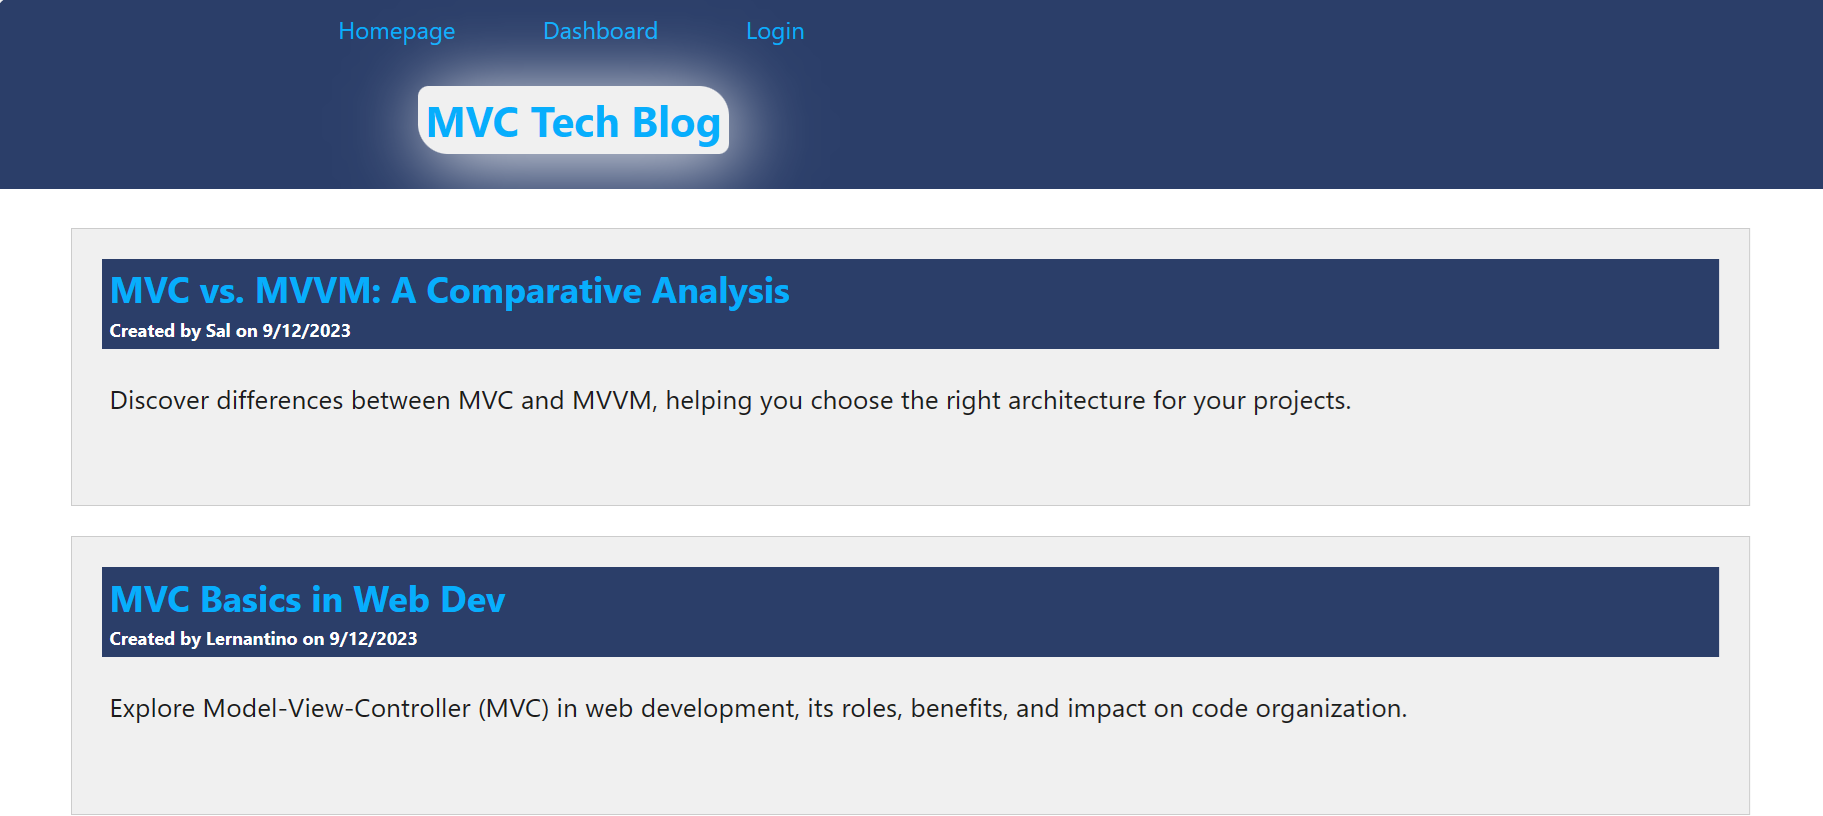 Homepage Dashboard Login
MVC Tech Blog
MVC vs. MVVM: A Comparative Analysis
Created by Sal on 9/12/2023
Discover differences between MVC and MVVM, helping you choose the right architecture for your projects.
MVC Basics in Web Dev
Created by Lernantino on 9/12/2023
Explore Model-View-Controller (MVC) in web development, its roles, benefits, and impact on code organization.